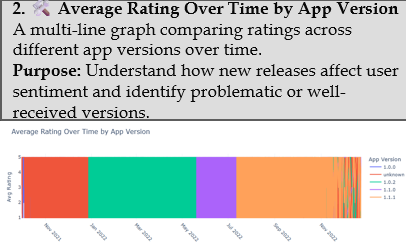 2. 🛠 Average Rating Over Time by App Version
A multi-line graph comparing ratings across
different app versions over time.
Purpose: Understand how new releases affect user
sentiment and identify problematic or well-
received versions.
Average Rating Over Time by App Version
App Version
1.0.0
unknown
1.0.2
1.1.0
1.1.1
Avg Rating
5
4
3
2
1
Nov 2021
Jan 2022
Mar 2022
May 2022
Jul 2022
Sep 2022
Nov 2022